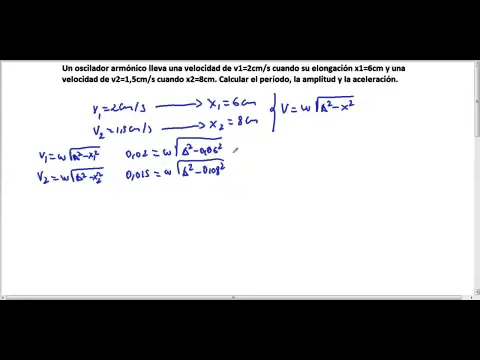 Un oscilador armónico lleva una velocidad de v1=2cm/s cuando su elongación x1=6cm y una
velocidad de v2=1,5cm/s cuando x2=8cm. Calcular el período, la amplitud y la aceleración.
v₁=2cm/s ⟶ x₁=6cm
v₂=1,5cm/s ⟶ x₂=8cm
{ v=ω√(A²-x²)
v₁=ω√(A²-x₁²) 0,02=ω√(A²-0,06²)
v₂=ω√(A²-x₂²) 0,015=ω√(A²-0,08²)